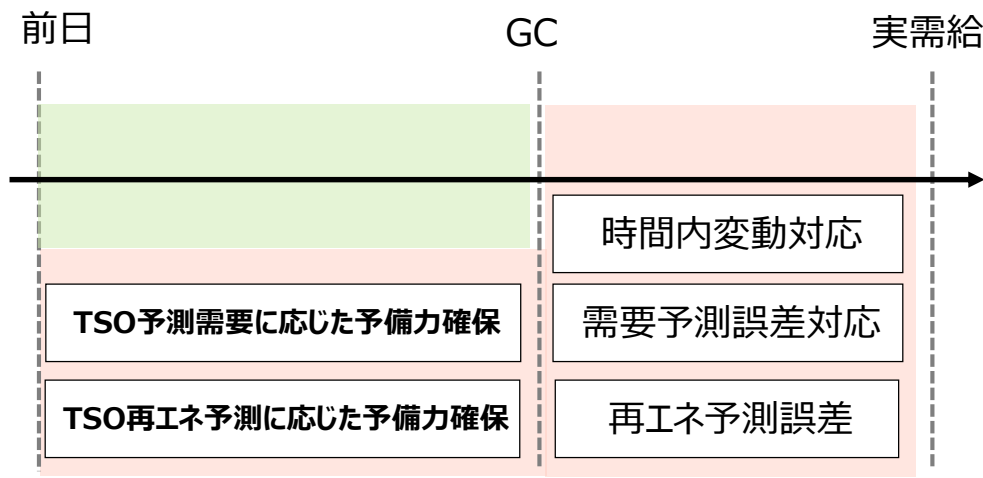 前日
GC
実需給
時間内変動対応
TSO予測需要に応じた予備力確保
需要予測誤差対応
TSO再エネ予測に応じた予備力確保
再エネ予測誤差